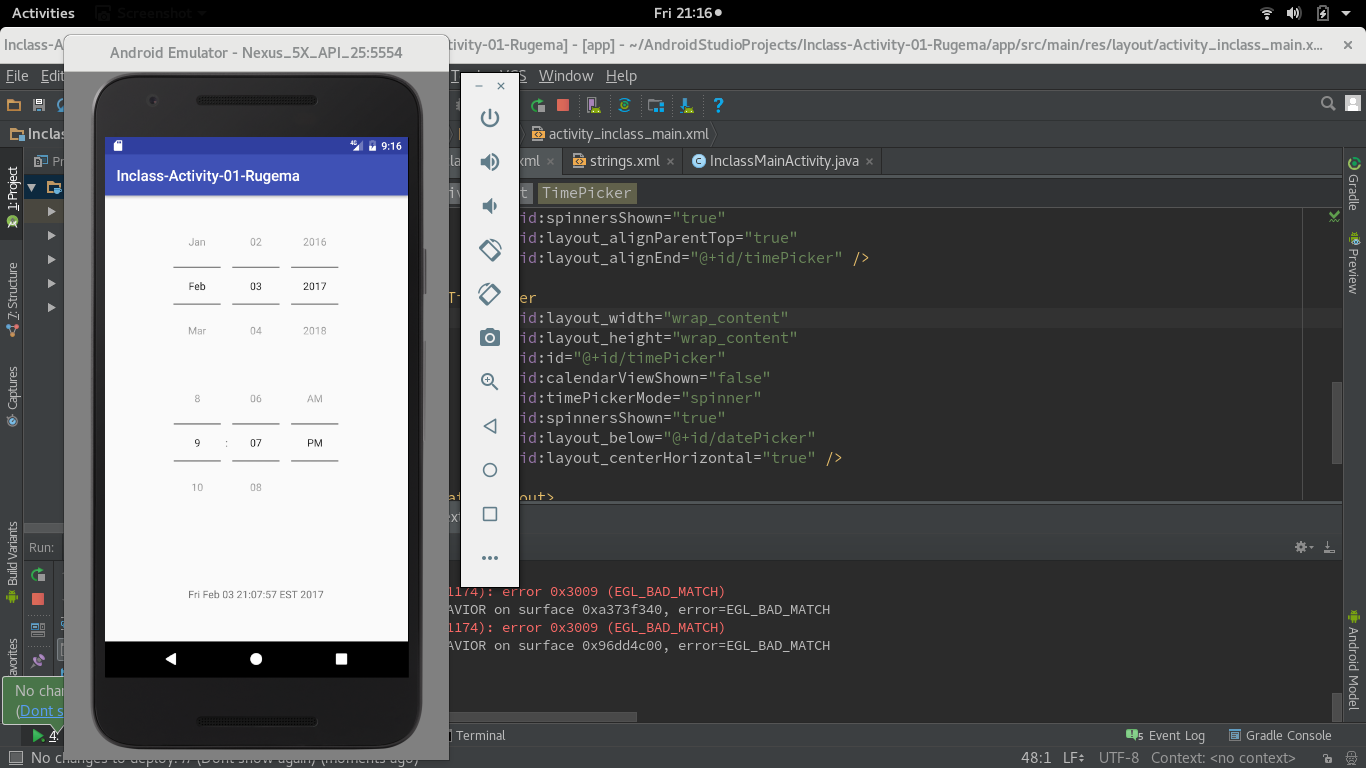 Activities
Screenshot
Fri 21:16
Inclass-A
tivity-01-Rugema] - [app] - ~/AndroidStudioProjects/Inclass-Activity-01-Rugema/app/src/main/res/layout/activity_inclass_main.x...
Android Emulator - Nexus_5X_API_25:5554
File Edit
VCS Window Help
Inclas
activity_inclass_main.xml
.xml
strings.xml
InclassMainActivity.java
TimePicker
1: Project
7: Structure
Captures
Build Variants
Gradle
Preview
Android Model
9:16
Inclass-Activity-01-Rugema
Jan 02 2016
Feb 03 2017
Mar 04 2018
8 06 AM
9 : 07 PM
10 08
Fri Feb 03 21:07:57 EST 2017
id:spinnersShown="true"
id:layout_alignParentTop="true"
id:layout_alignEnd="@+id/timePicker" />
er
id:layout_width="wrap_content"
id:layout_height="wrap_content"
id:id="@+id/timePicker"
id:calendarViewShown="false"
id:timePickerMode="spinner"
id:spinnersShown="true"
id:layout_below="@+id/datePicker"
id:layout_centerHorizontal="true" />
out>
Run:
1174): error 0x3009 (EGL_BAD_MATCH)
AVIOR on surface 0xa373f340, error=EGL_BAD_MATCH
1174): error 0x3009 (EGL_BAD_MATCH)
AVIOR on surface 0x96dd4c00, error=EGL_BAD_MATCH
No chan
(Dont s
4:
Terminal
Event Log
Gradle Console
No changes to deploy. // (Dont show again) (moments ago)
48:1 LF÷ UTF-8 Context: <no context>